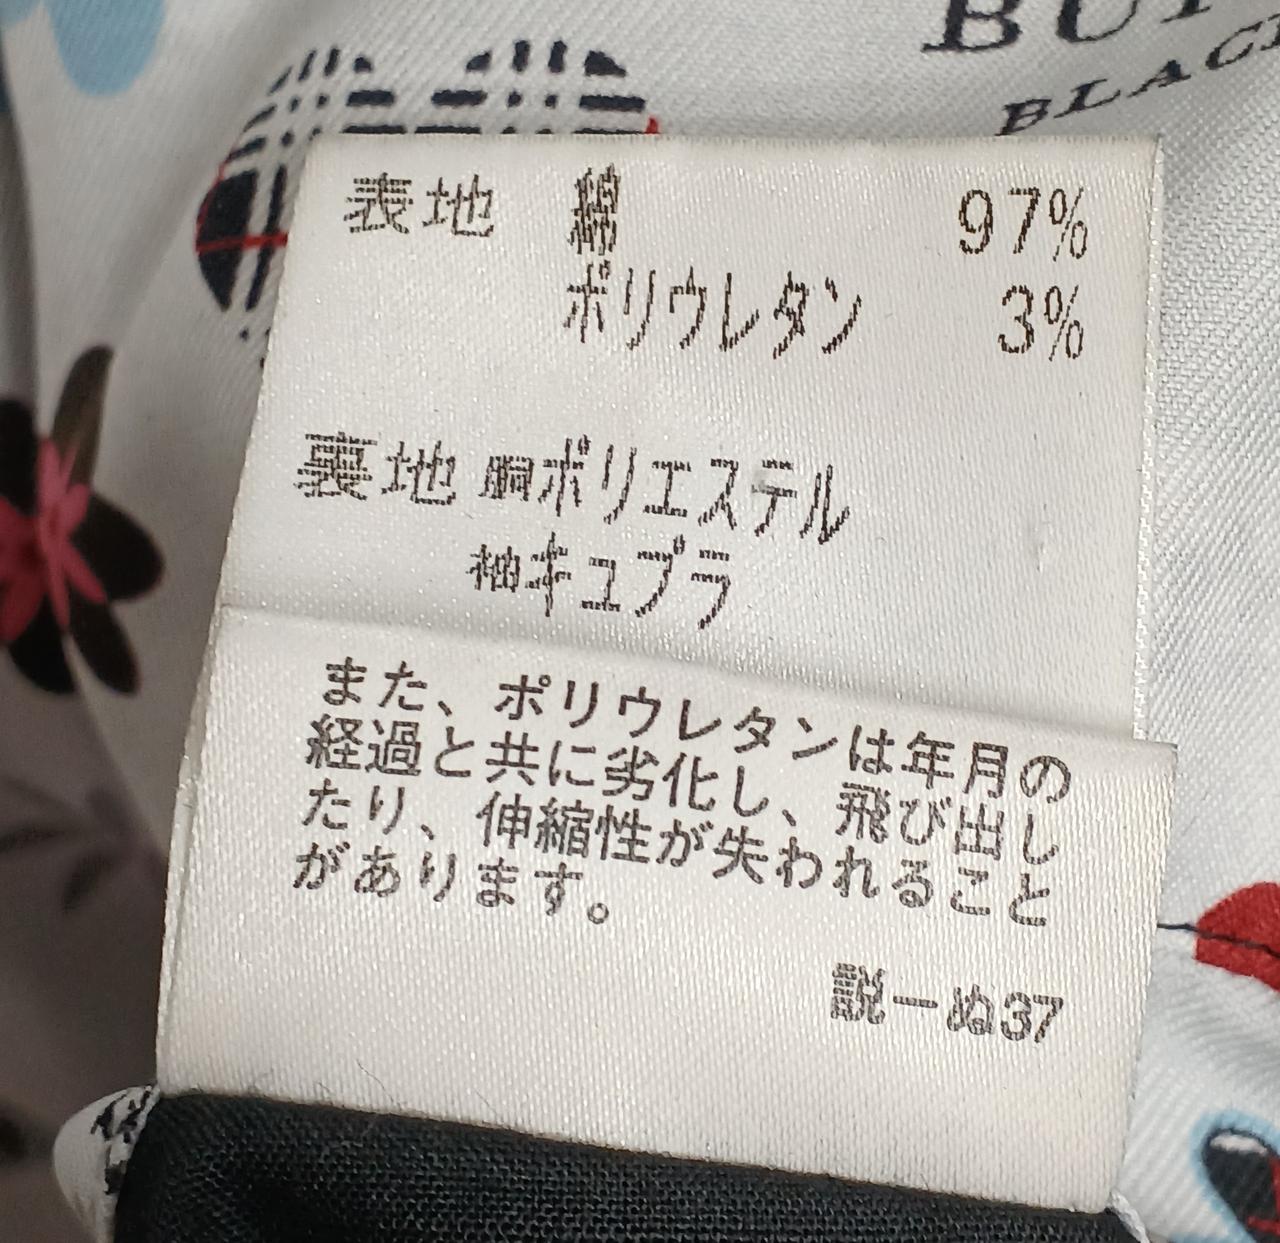 BLACK
表地 綿 97%
ポリウレタン 3%
裏地 胴ポリエステル
袖キュプラ
また、ポリウレタンは年月の
経過と共に劣化し、飛び出し
たり、伸縮性が失われること
があります。
説ーぬ37